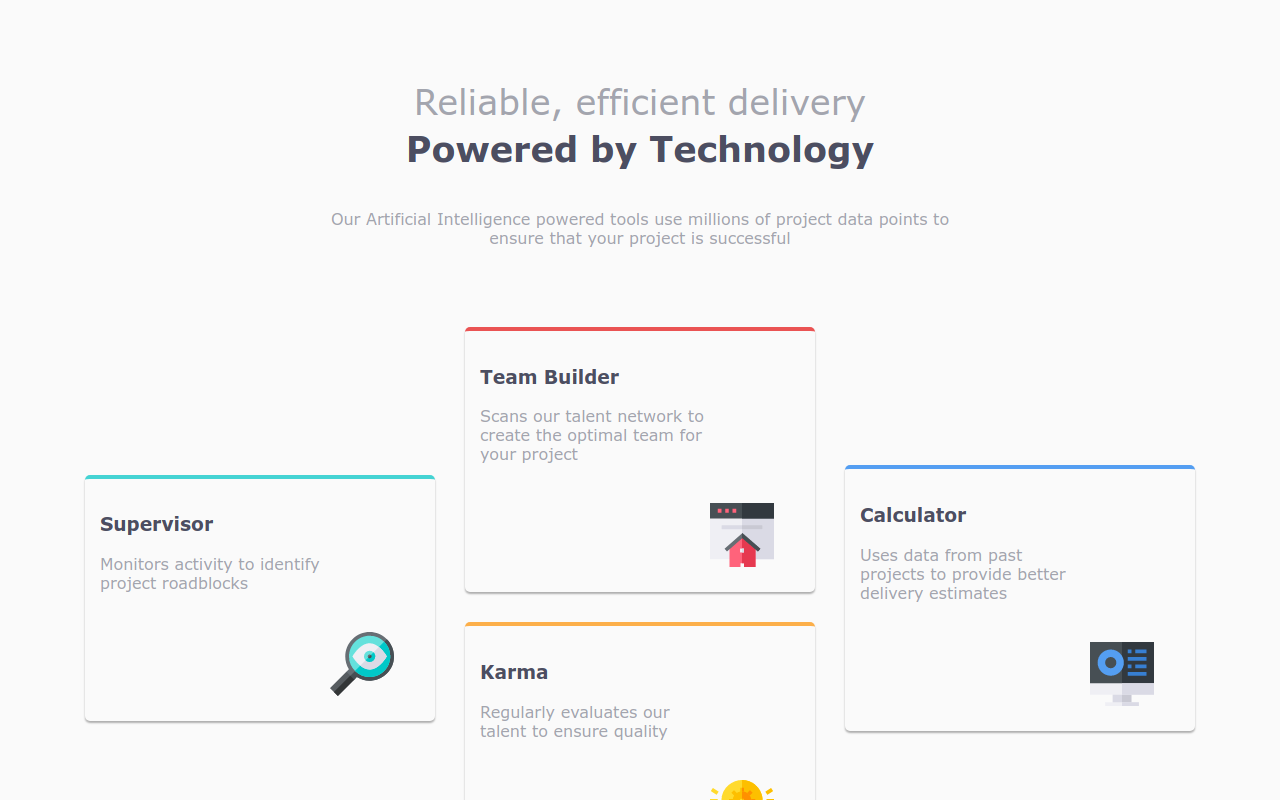 Reliable, efficient delivery
Powered by Technology
Our Artificial Intelligence powered tools use millions of project data points to
ensure that your project is successful
Team Builder
Scans our talent network to
create the optimal team for
your project
Supervisor
Monitors activity to identify
project roadblocks
Calculator
Uses data from past
projects to provide better
delivery estimates
Karma
Regularly evaluates our
talent to ensure quality